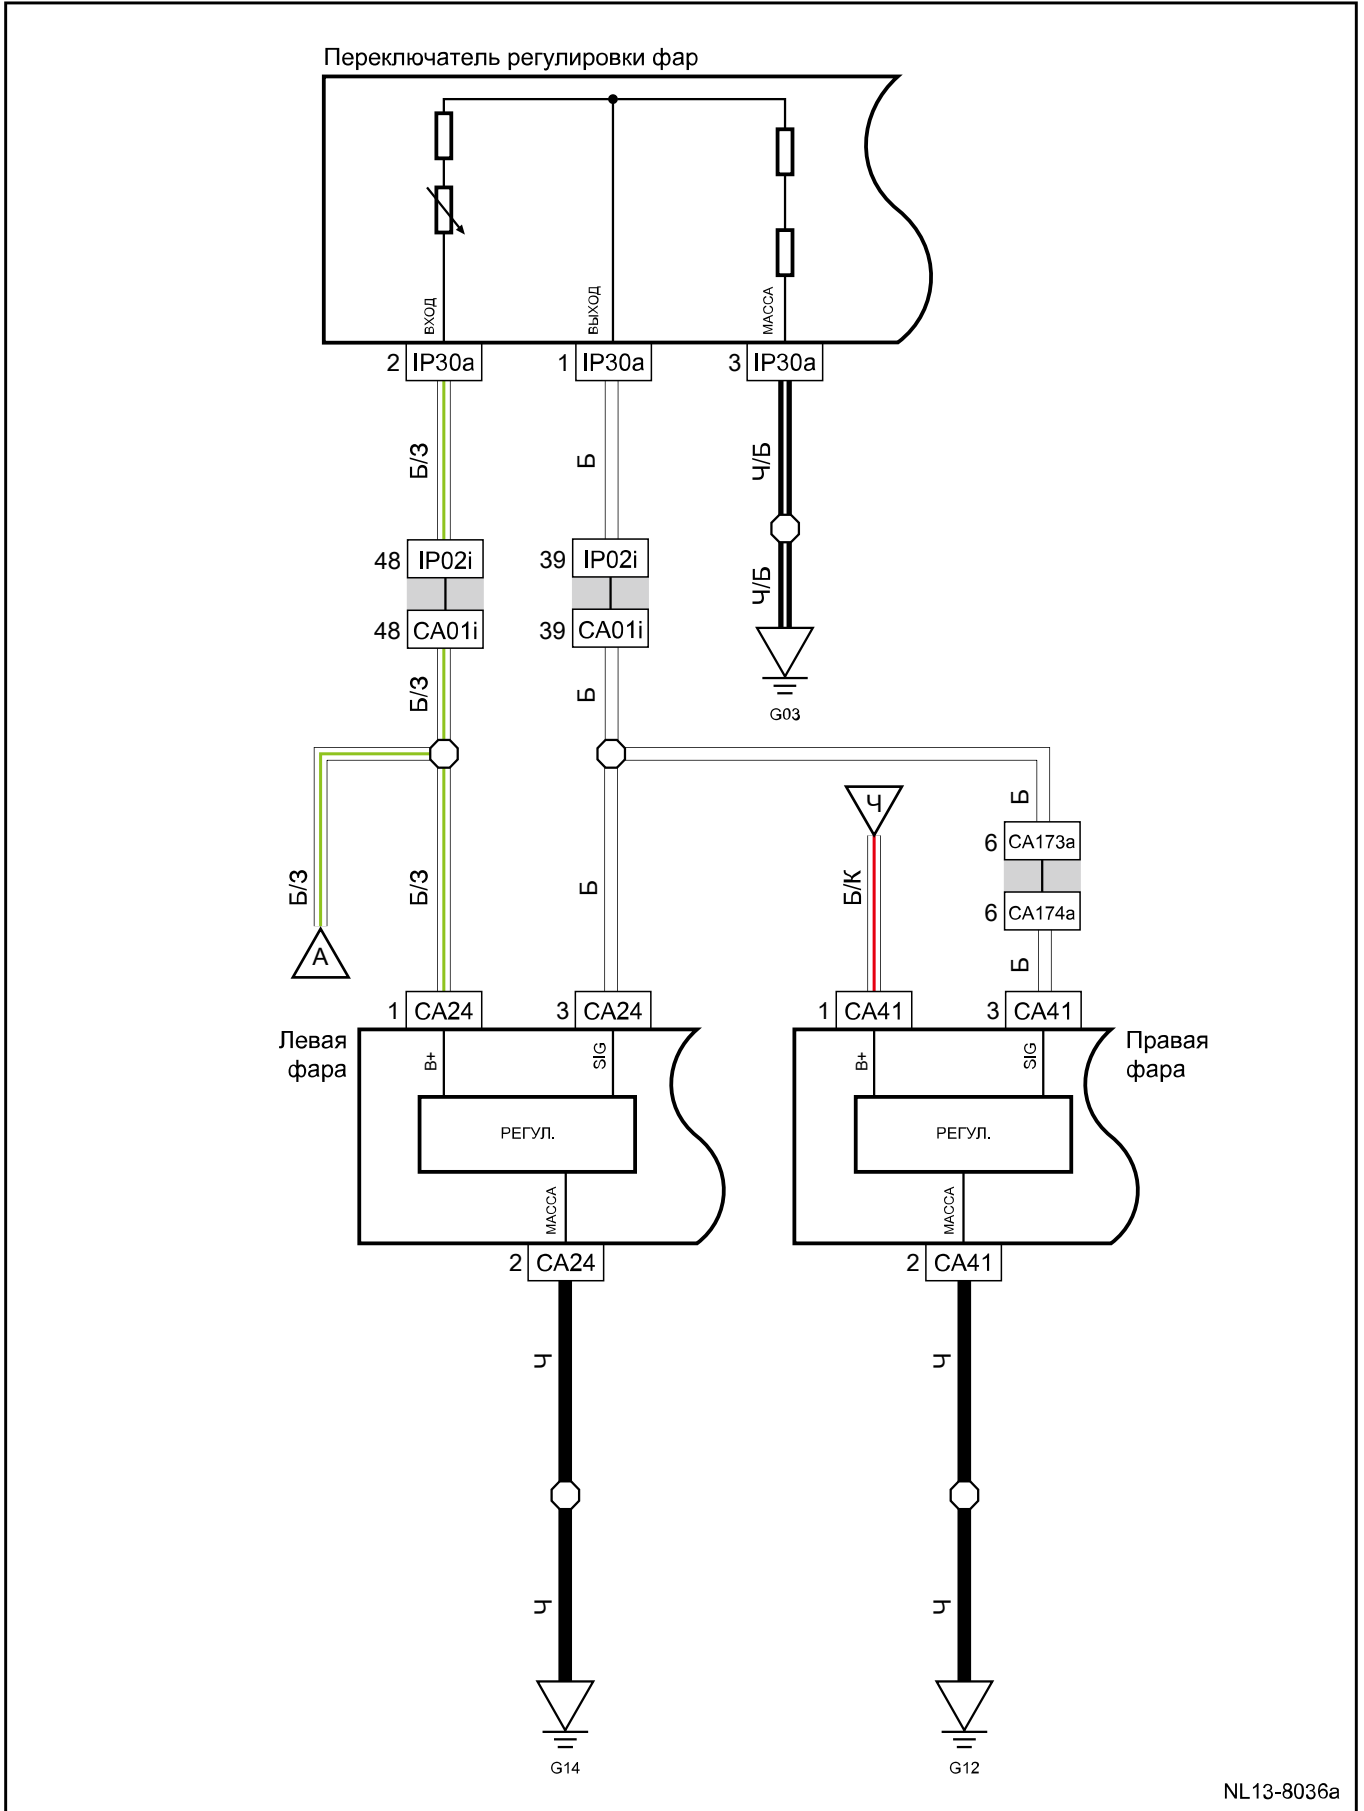 Переключатель регулировки фар
ВХОД
ВЫХОД
МАССА
2 IP30a
1 IP30a
3 IP30a
Б/З
Б
Ч/Б
48 IP02i
39 IP02i
Ч/Б
48 CA01i
39 CA01i
Б/З
Б
G03
Ч
Б
6 CA173a
Б/З
Б/З
Б
Б/К
6 CA174a
А
Б
1 CA24
3 CA24
1 CA41
3 CA41
Левая
фара
B+
SIG
B+
SIG
Правая
фара
РЕГУЛ.
РЕГУЛ.
МАССА
МАССА
2 CA24
2 CA41
Ч
Ч
Ч
Ч
G14
G12
NL13-8036a